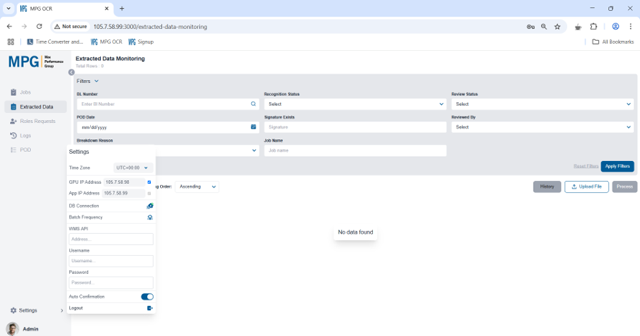 MPG OCR
Not secure 105.7.58.99:3000/extracted-data-monitoring
Time Converter and... MPG OCR Signup All Bookmarks
MPG Max Performance Group
Extracted Data Monitoring
Total Rows: 0
Filters
BL Number Recognition Status Review Status
Enter ID Number Select Select
POD Date Signature Exists Reviewed By
mm/dd/yyyy Signature Select
Breakdown Reason Job Name
Job name
Reset Filters Apply Filters
Jobs
Extracted Data
Roles Requests
Logs
POD
Settings
Time Zone
GPU IP Address 105.7.58.98
App IP Address 105.7.58.99
DB Connection
Batch Frequency
WMS API
Address...
Username
Username...
Password
Password...
Auto Confirmation
Logout
Order: Ascending
History Upload File Preview
No data found
Settings
Admin